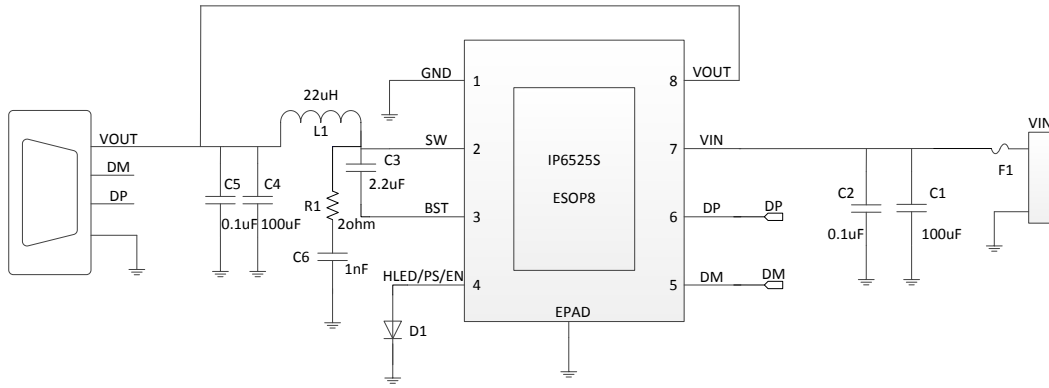 GND
1
8
VOUT
22uH
L1
VOUT
SW
2
IP6525S
ESOP8
7
VIN
VIN
F1
DM
C3
2.2uF
DP
C5
C4
0.1uF
100uF
R1
2ohm
BST
3
6
DP
DP
C2
C1
0.1uF
100uF
C6
1nF
HLED/PS/EN
4
5
DM
DM
D1
EPAD